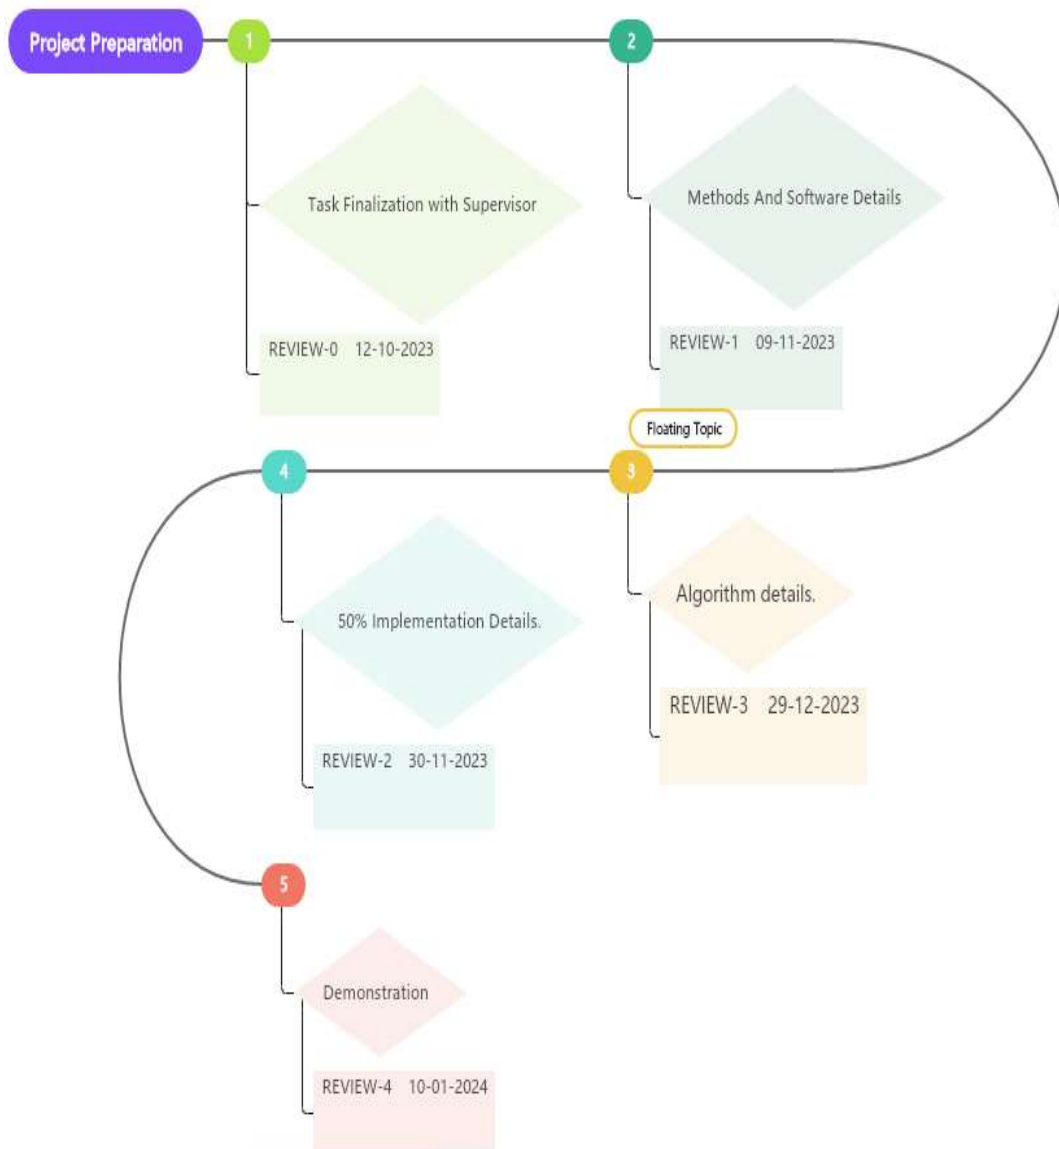 Project Preparation
1
2
Task Finalization with Supervisor
Methods And Software Details
REVIEW-0 12-10-2023
REVIEW-1 09-11-2023
Floating Topic
3
Algorithm details.
REVIEW-3 29-12-2023
4
50% Implementation Details.
REVIEW-2 30-11-2023
5
Demonstration
REVIEW-4 10-01-2024